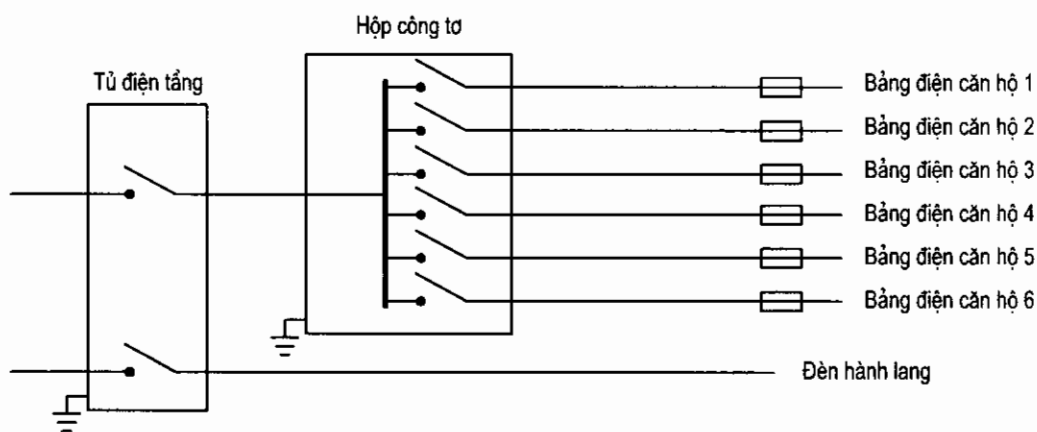 Hộp công tơ
Tủ điện tầng
Bảng điện căn hộ 1
Bảng điện căn hộ 2
Bảng điện căn hộ 3
Bảng điện căn hộ 4
Bảng điện căn hộ 5
Bảng điện căn hộ 6
Đèn hành lang